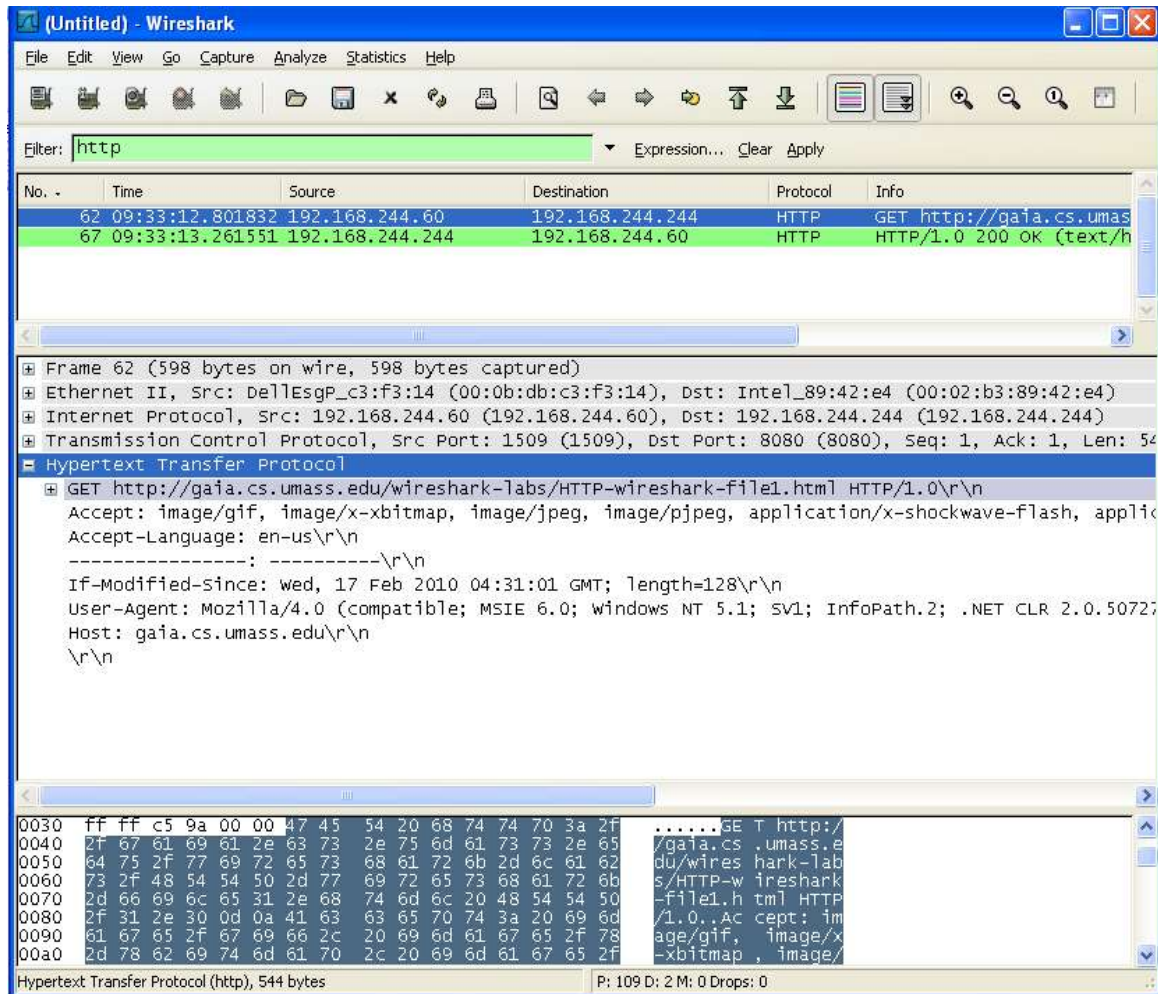 (Untitled) - Wireshark
File Edit View Go Capture Analyze Statistics Help
Filter: http Expression... Clear Apply
No. - Time Source Destination Protocol Info
62 09:33:12.801832 192.168.244.60 192.168.244.244 HTTP GET http://gaia.cs.umas
67 09:33:13.261551 192.168.244.244 192.168.244.60 HTTP HTTP/1.0 200 OK (text/h
Frame 62 (598 bytes on wire, 598 bytes captured)
Ethernet II, Src: DellEsgP_c3:f3:14 (00:0b:db:c3:f3:14), Dst: Intel_89:42:e4 (00:02:b3:89:42:e4)
Internet Protocol, Src: 192.168.244.60 (192.168.244.60), Dst: 192.168.244.244 (192.168.244.244)
Transmission Control Protocol, Src Port: 1509 (1509), Dst Port: 8080 (8080), Seq: 1, Ack: 1, Len: 54
Hypertext Transfer Protocol
GET http://gaia.cs.umass.edu/wireshark-labs/HTTP-wireshark-file1.html HTTP/1.0\r\n
Accept: image/gif, image/x-xbitmap, image/jpeg, image/pjpeg, application/x-shockwave-flash, applic
Accept-Language: en-us\r\n
----------------: ----------\r\n
If-Modified-Since: Wed, 17 Feb 2010 04:31:01 GMT; length=128\r\n
User-Agent: Mozilla/4.0 (compatible; MSIE 6.0; Windows NT 5.1; SV1; InfoPath.2; .NET CLR 2.0.50727
Host: gaia.cs.umass.edu\r\n
\r\n
0030 ff ff c5 9a 00 00 47 45 54 20 68 74 74 70 3a 2f ......GE T http:/
0040 2f 67 61 69 61 2e 63 73 2e 75 6d 61 73 73 2e 65 /gaia.cs .umass.e
0050 64 75 2f 77 69 72 65 73 68 61 72 6b 2d 6c 61 62 du/wires hark-lab
0060 73 2f 48 54 54 50 2d 77 69 72 65 73 68 61 72 6b s/HTTP-w ireshark
0070 2d 66 69 6c 65 31 2e 68 74 6d 6c 20 48 54 54 50 -file1.h tml HTTP
0080 2f 31 2e 30 0d 0a 41 63 63 65 70 74 3a 20 69 6d /1.0..Ac cept: im
0090 61 67 65 2f 67 69 66 2c 20 69 6d 61 67 65 2f 78 age/gif, image/x
00a0 2d 78 62 69 74 6d 61 70 2c 20 69 6d 61 67 65 2f -xbitmap , image/
Hypertext Transfer Protocol (http), 544 bytes P: 109 D: 2 M: 0 Drops: 0